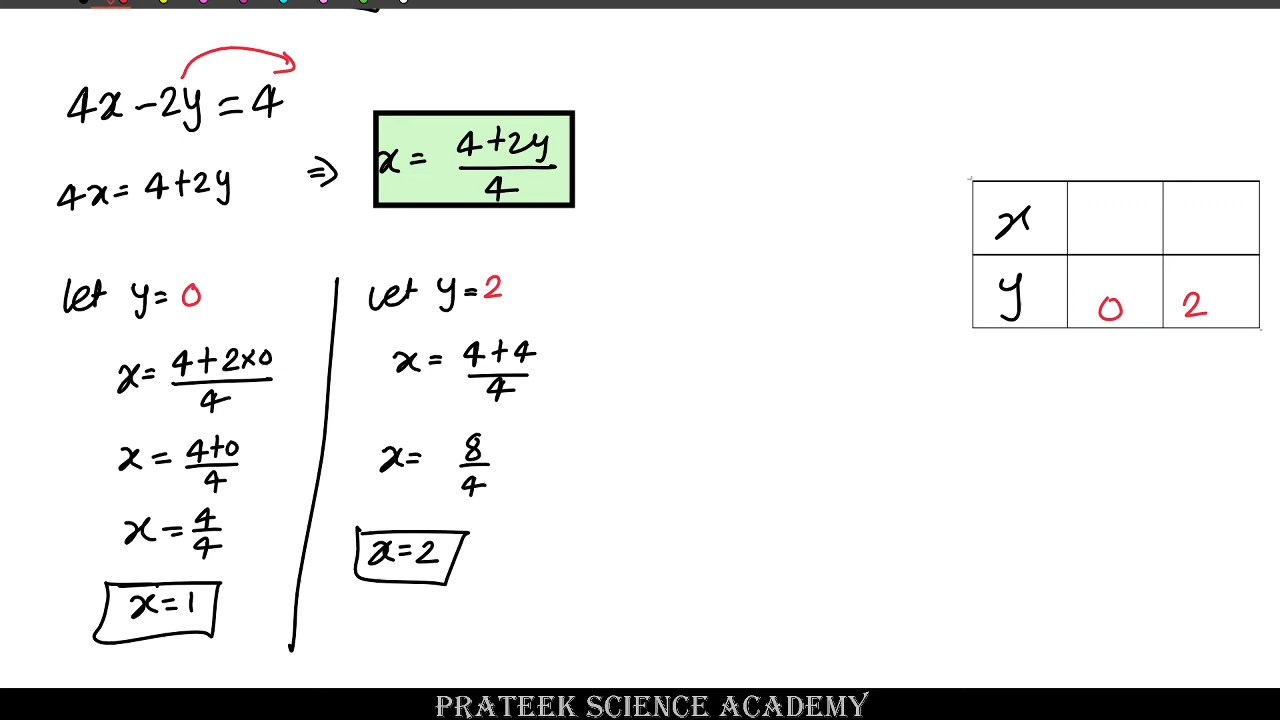 4x - 2y = 4
4x = 4 + 2y ⇒ x = (4 + 2y)/4
let y = 0
x = (4 + 2×0)/4
x = (4+0)/4
x = 4/4
x = 1
let y = 2
x = (4 + 4)/4
x = 8/4
x = 2
x
y 0 2
PRATEEK SCIENCE ACADEMY